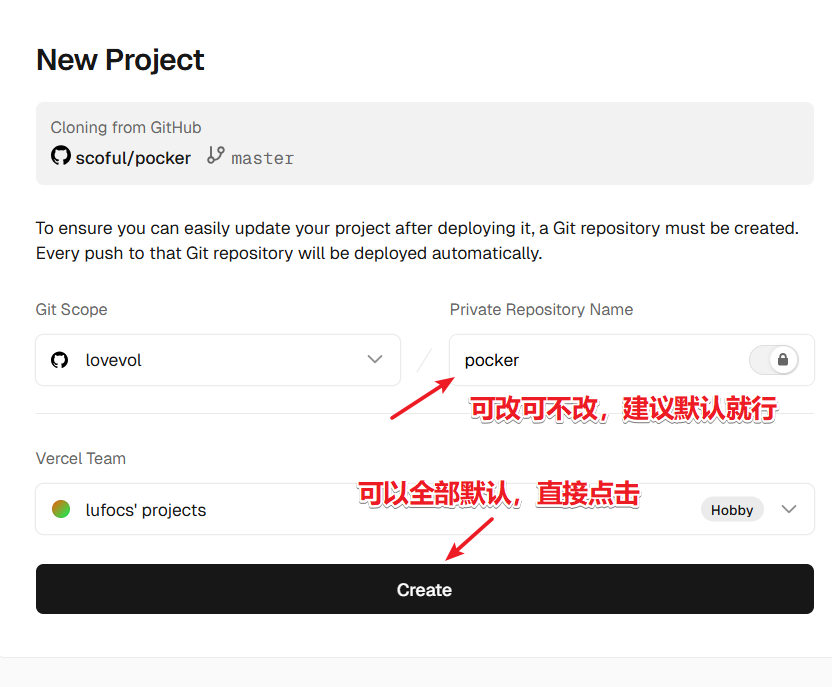 New Project
Cloning from GitHub
scoful/pocker master
To ensure you can easily update your project after deploying it, a Git repository must be created.
Every push to that Git repository will be deployed automatically.
Git Scope
Private Repository Name
lovevol
pocker
可改可不改，建议默认就行
Vercel Team
可以全部默认，直接点击
lufocs' projects
Hobby
Create